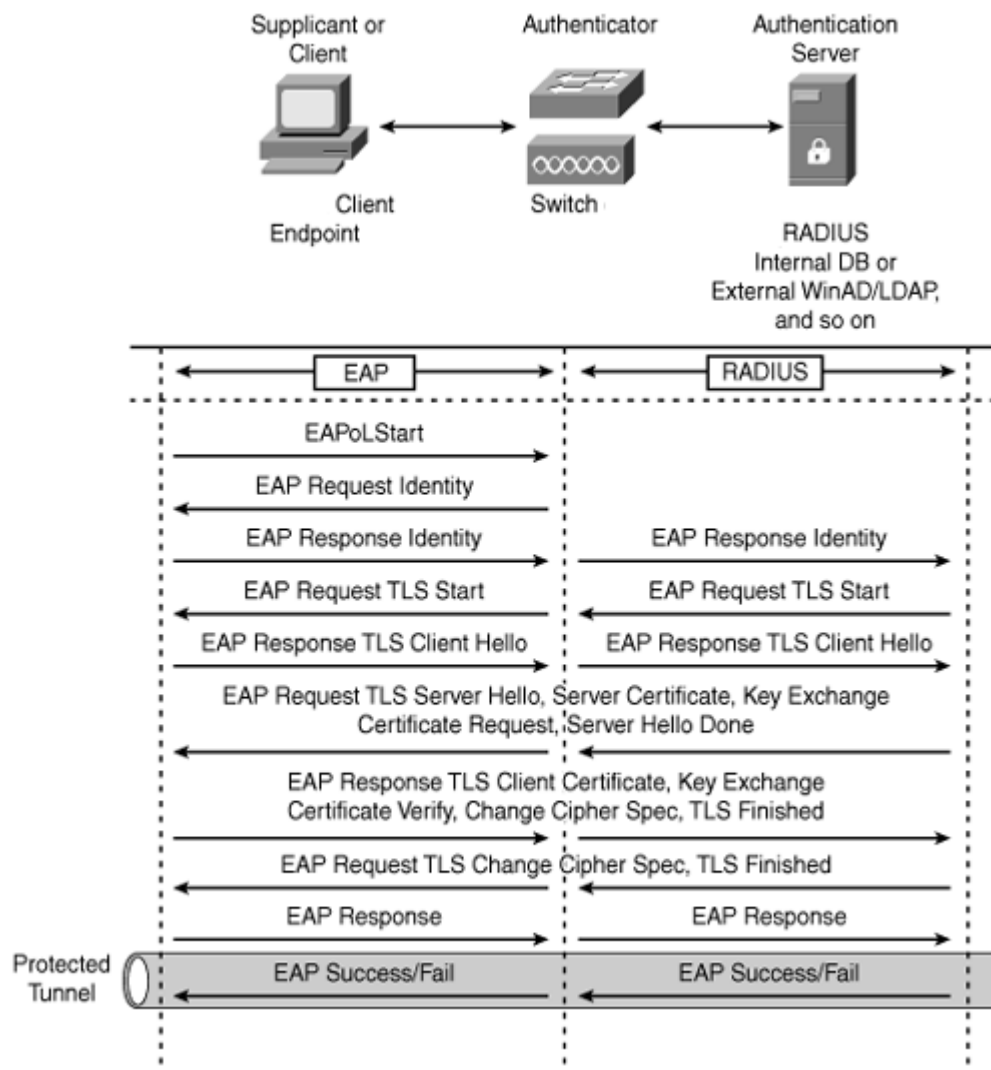 Supplicant or
Client
Authenticator
Authentication
Server
Client
Endpoint
Switch
RADIUS
Internal DB or
External WinAD/LDAP,
and so on
EAP
RADIUS
EAPoLStart
EAP Request Identity
EAP Response Identity
EAP Response Identity
EAP Request TLS Start
EAP Request TLS Start
EAP Response TLS Client Hello
EAP Response TLS Client Hello
EAP Request TLS Server Hello, Server Certificate, Key Exchange
Certificate Request, Server Hello Done
EAP Response TLS Client Certificate, Key Exchange
Certificate Verify, Change Cipher Spec, TLS Finished
EAP Request TLS Change Cipher Spec, TLS Finished
EAP Response
EAP Response
Protected
Tunnel
EAP Success/Fail
EAP Success/Fail